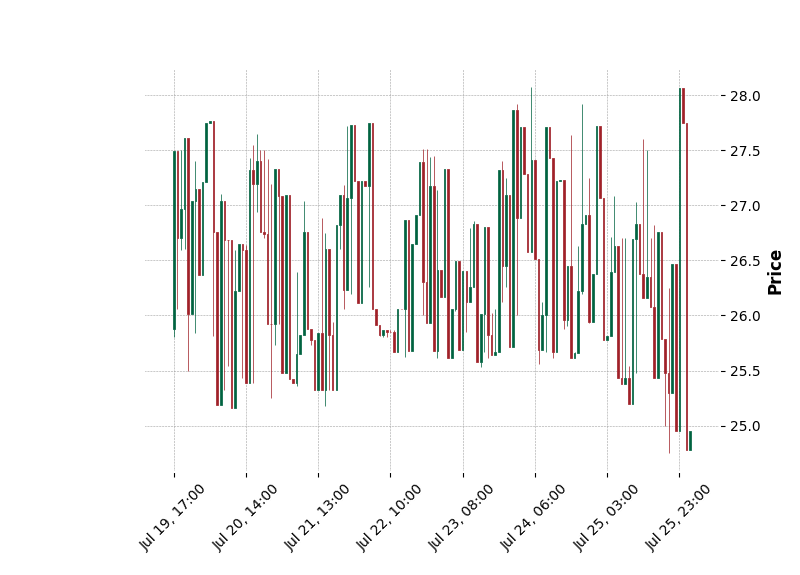 28.0
27.5
27.0
26.5
26.0
25.5
25.0
Price
Jul 19, 17:00
Jul 20, 14:00
Jul 21, 13:00
Jul 22, 10:00
Jul 23, 08:00
Jul 24, 06:00
Jul 25, 03:00
Jul 25, 23:00